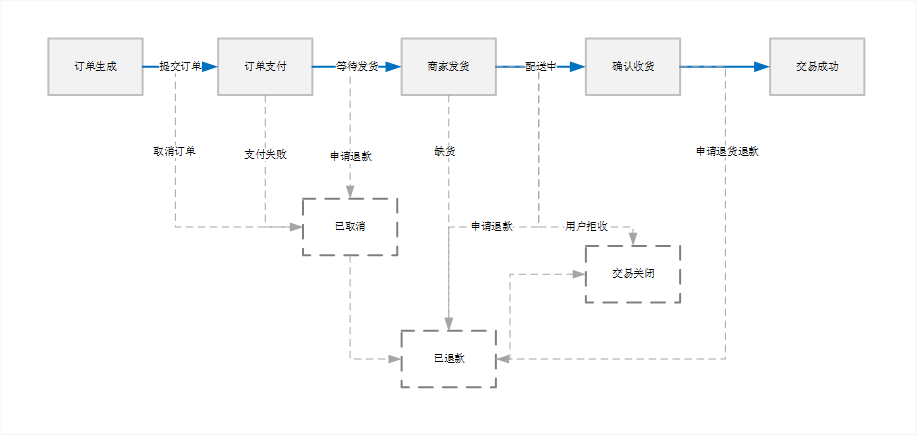 订单生成
提交订单
订单支付
等待发货
商家发货
配送中
确认收货
交易成功
取消订单
支付失败
申请退款
缺货
申请退货退款
已取消
申请退款
用户拒收
交易关闭
已退款